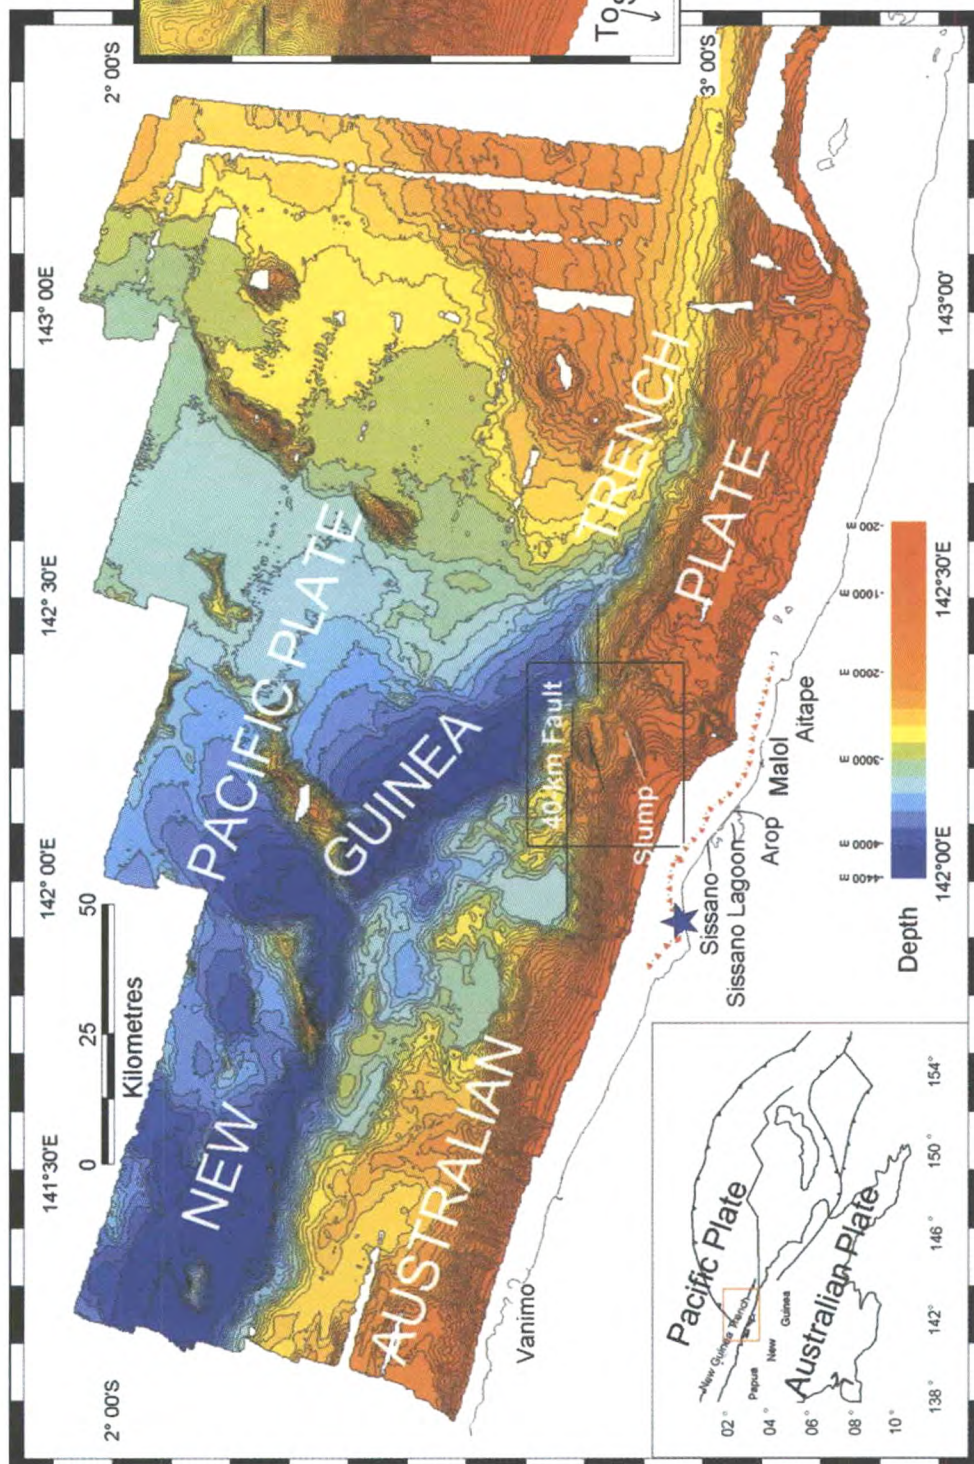 141° 30'E
142° 00'E
142° 30'E
143° 00'E
2° 00'S
2° 00'S
0
25
50
Kilometres
NEW
GUINEA
TRENCH
PACIFIC PLATE
AUSTRALIAN
PLATE
40 km Fault
Slump
3° 00'S
Vanimo
Sissano
Sissano Lagoon
Arop
Malol
Aitape
Depth
-4400 m
-4000 m
-3000 m
-2000 m
-1000 m
-200 m
142°00'E
142°30'E
143°00'
Pacific Plate
New Guinea Trench
Papua
New
Guinea
Australian Plate
02 °
04 °
06 °
08 °
10 °
138 °
142°
146 °
150 °
154°